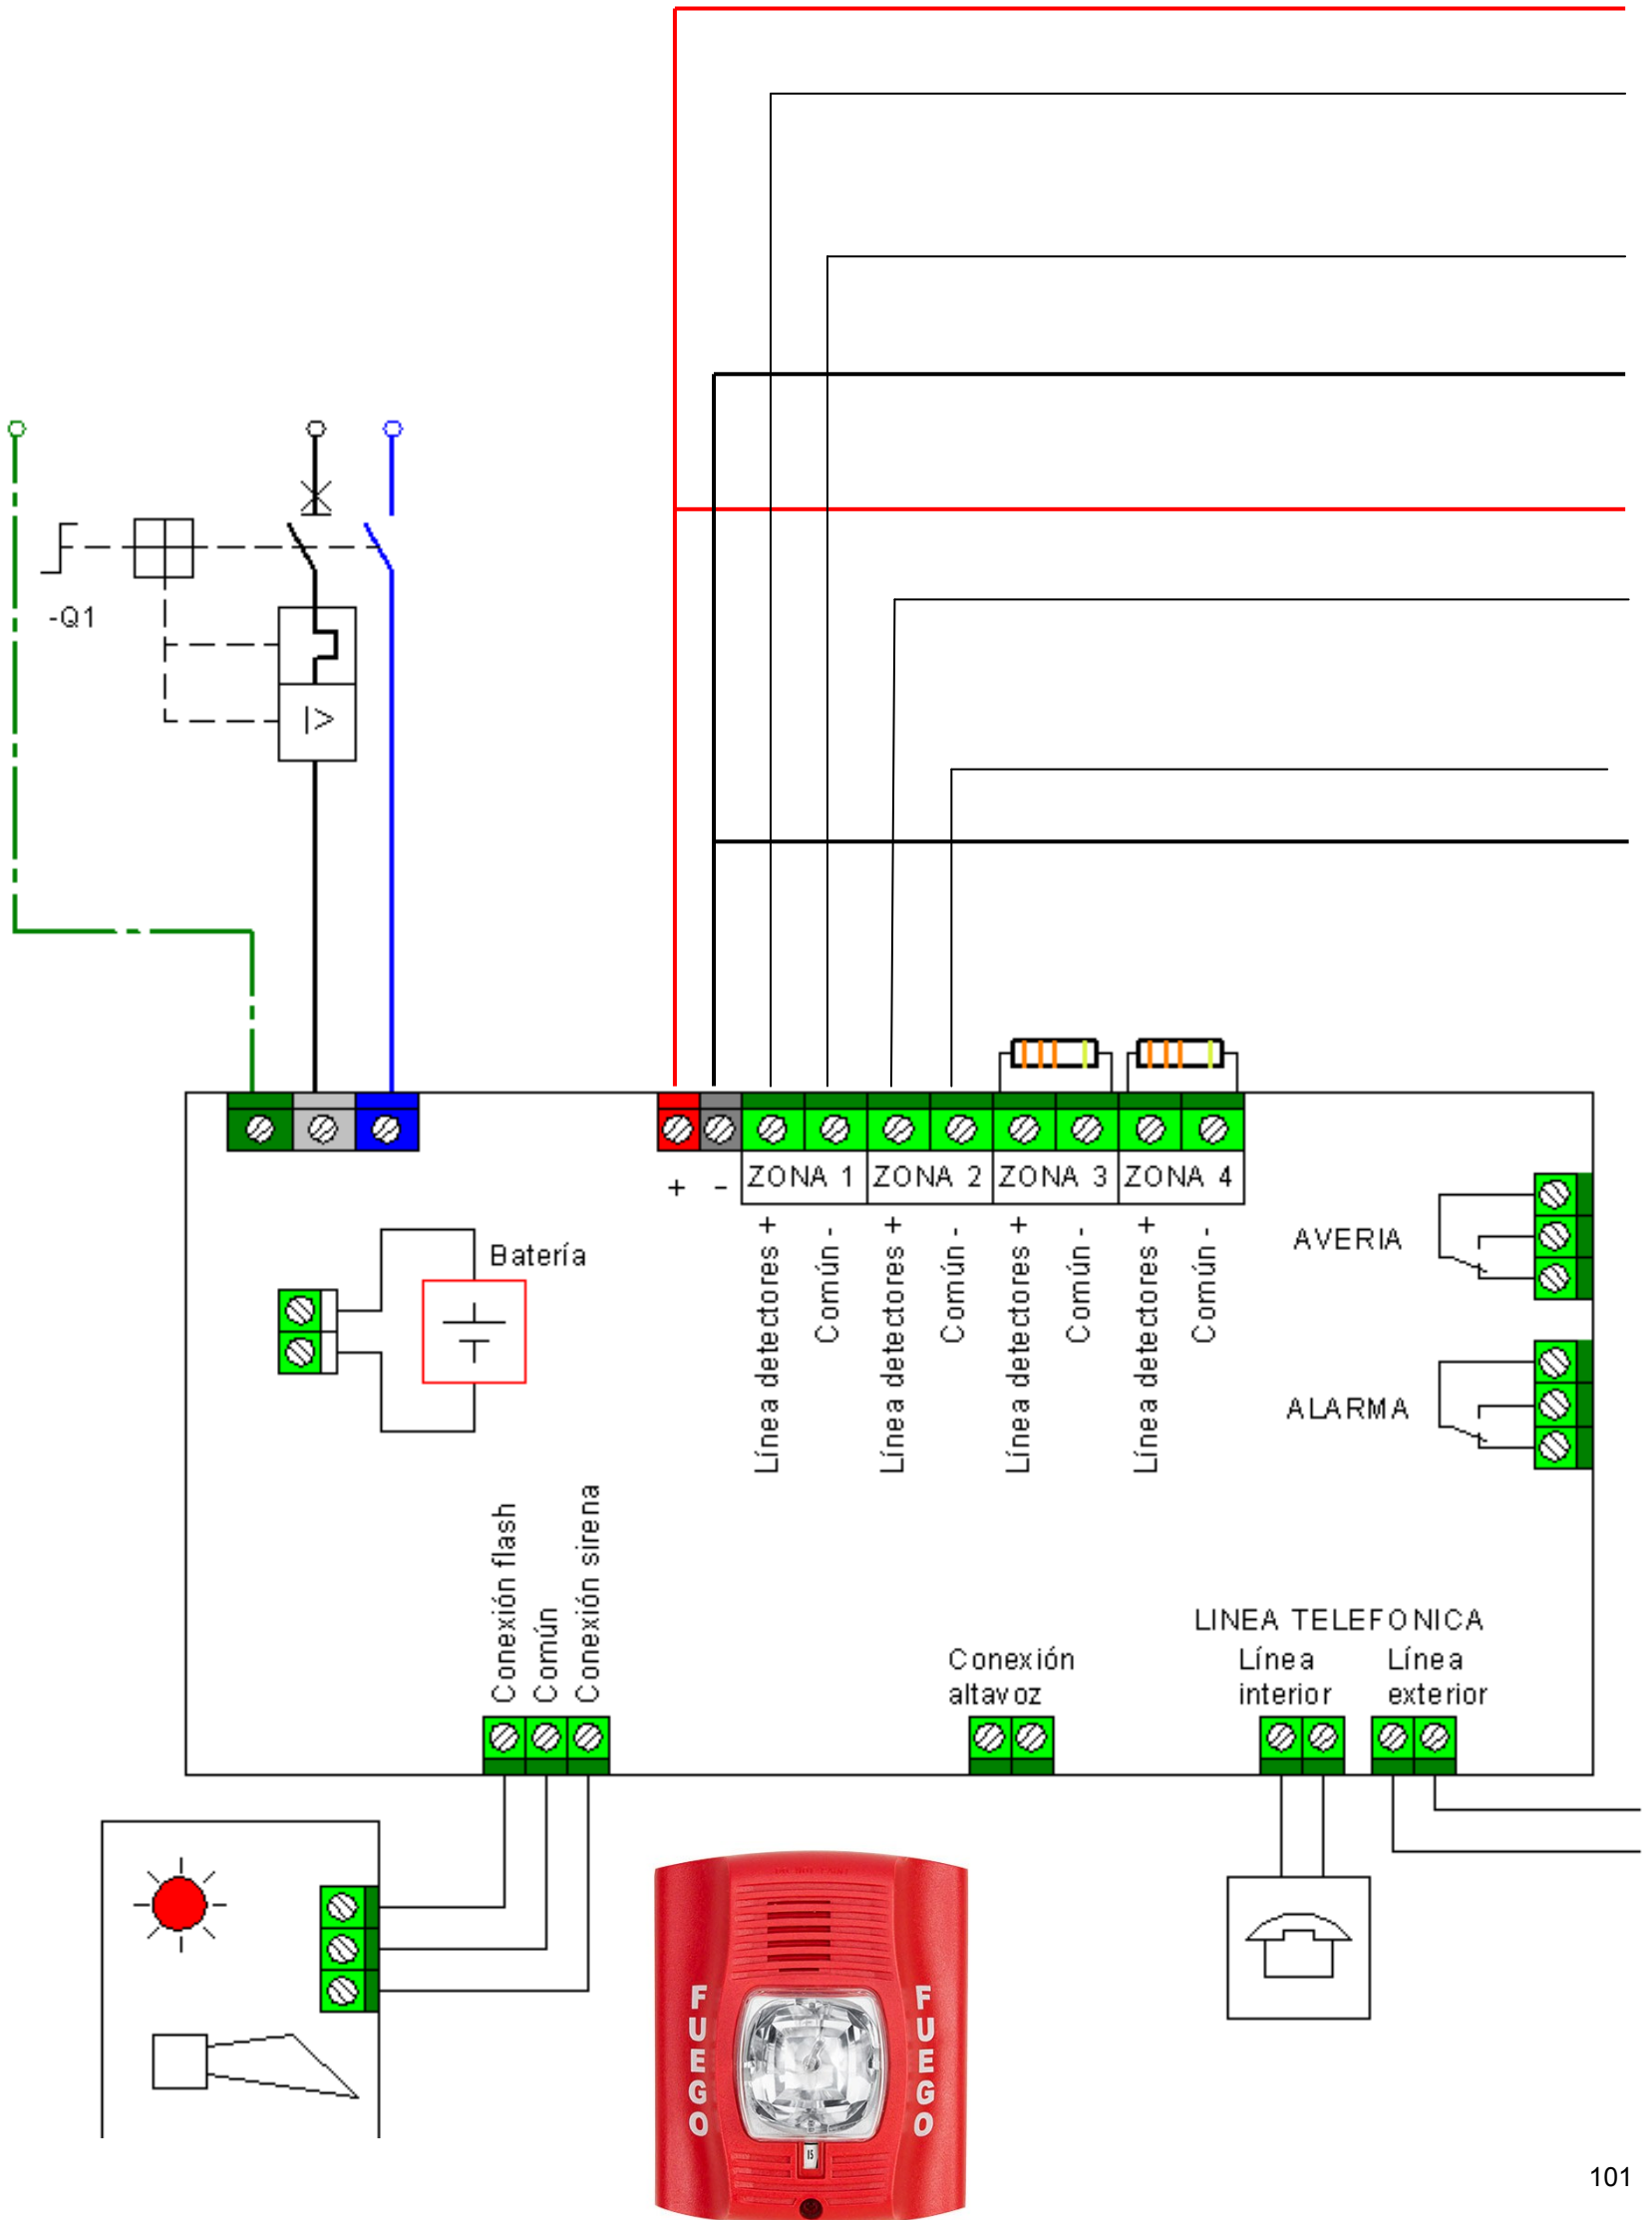 -Q1
I>
+
-
ZONA 1
ZONA 2
ZONA 3
ZONA 4
Línea detectores +
Común -
Línea detectores +
Común -
Línea detectores +
Común -
Línea detectores +
Común -
Batería
AVERIA
ALARMA
Conexión flash
Común
Conexión sirena
Conexión
altavoz
LINEA TELEFONICA
Línea
interior
Línea
exterior
FUEGO
FUEGO
15
101